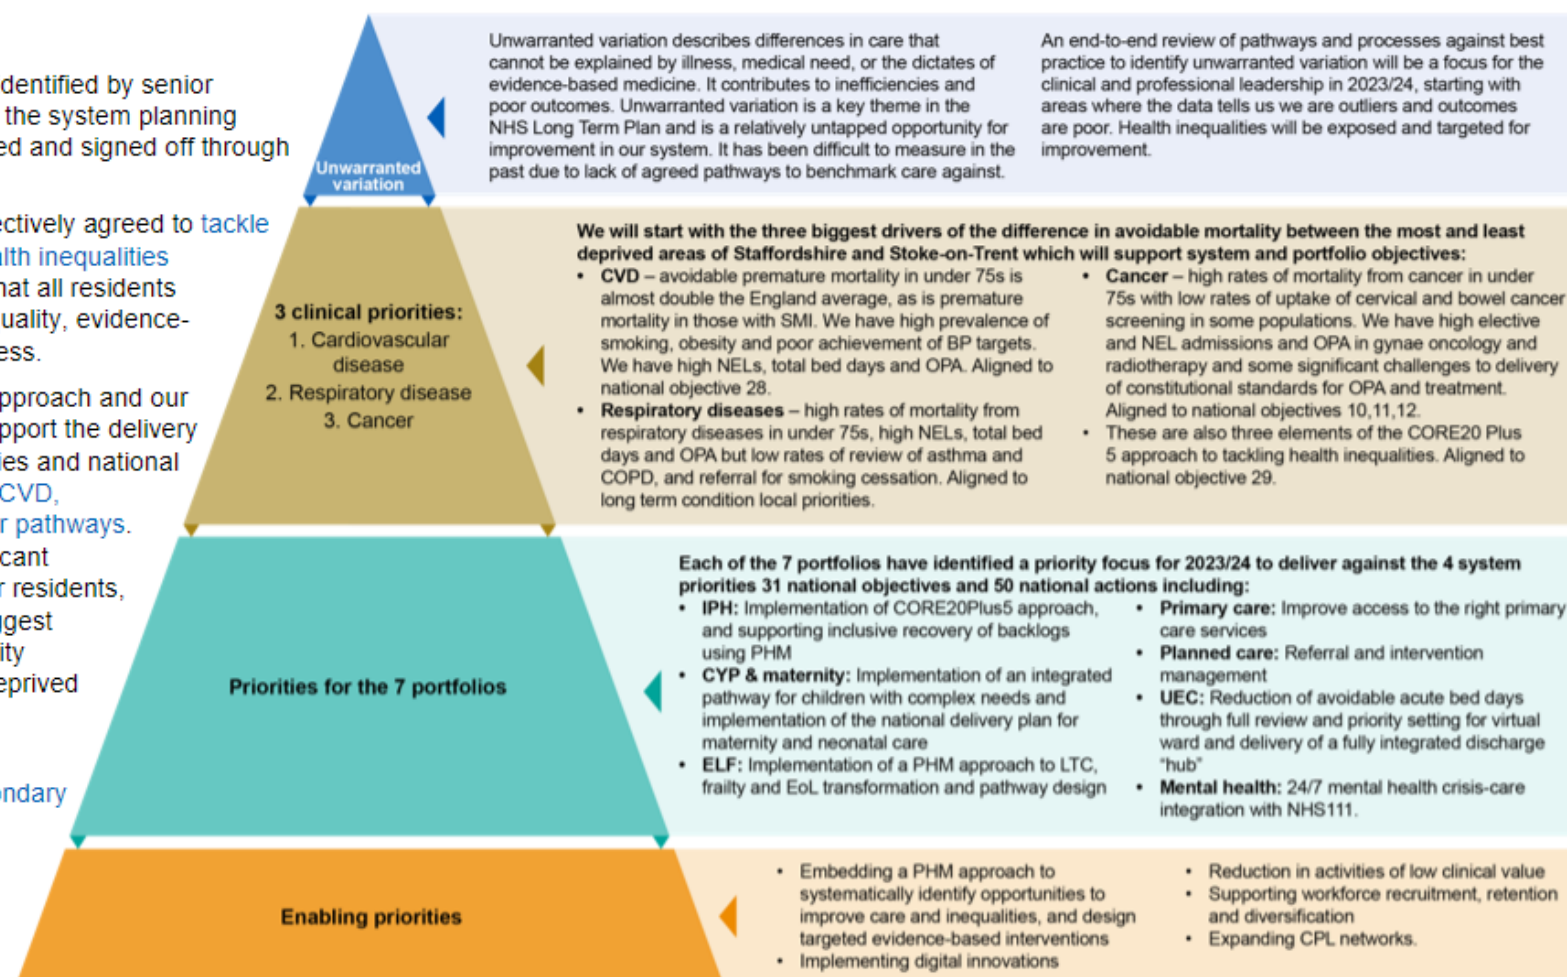 dentified by senior
the system planning
ed and signed off through
ectively agreed to tackle
alth inequalities
hat all residents
uality, evidence-
ess.
pproach and our
pport the delivery
ies and national
CVD,
r pathways.
cant
r residents,
ggest
ity
eprived
ondary
Unwarranted
variation
Unwarranted variation describes differences in care that
cannot be explained by illness, medical need, or the dictates of
evidence-based medicine. It contributes to inefficiencies and
poor outcomes. Unwarranted variation is a key theme in the
NHS Long Term Plan and is a relatively untapped opportunity for
improvement in our system. It has been difficult to measure in the
past due to lack of agreed pathways to benchmark care against.
An end-to-end review of pathways and processes against best
practice to identify unwarranted variation will be a focus for the
clinical and professional leadership in 2023/24, starting with
areas where the data tells us we are outliers and outcomes
are poor. Health inequalities will be exposed and targeted for
improvement.
3 clinical priorities:
1. Cardiovascular
disease
2. Respiratory disease
3. Cancer
We will start with the three biggest drivers of the difference in avoidable mortality between the most and least
deprived areas of Staffordshire and Stoke-on-Trent which will support system and portfolio objectives:
• CVD – avoidable premature mortality in under 75s is
almost double the England average, as is premature
mortality in those with SMI. We have high prevalence of
smoking, obesity and poor achievement of BP targets.
We have high NELs, total bed days and OPA. Aligned to
national objective 28.
• Respiratory diseases – high rates of mortality from
respiratory diseases in under 75s, high NELs, total bed
days and OPA but low rates of review of asthma and
COPD, and referral for smoking cessation. Aligned to
long term condition local priorities.
• Cancer – high rates of mortality from cancer in under
75s with low rates of uptake of cervical and bowel cancer
screening in some populations. We have high elective
and NEL admissions and OPA in gynae oncology and
radiotherapy and some significant challenges to delivery
of constitutional standards for OPA and treatment.
Aligned to national objectives 10,11,12.
• These are also three elements of the CORE20 Plus
5 approach to tackling health inequalities. Aligned to
national objective 29.
Priorities for the 7 portfolios
Each of the 7 portfolios have identified a priority focus for 2023/24 to deliver against the 4 system
priorities 31 national objectives and 50 national actions including:
• IPH: Implementation of CORE20Plus5 approach,
and supporting inclusive recovery of backlogs
using PHM
• CYP & maternity: Implementation of an integrated
pathway for children with complex needs and
implementation of the national delivery plan for
maternity and neonatal care
• ELF: Implementation of a PHM approach to LTC,
frailty and EoL transformation and pathway design
• Primary care: Improve access to the right primary
care services
• Planned care: Referral and intervention
management
• UEC: Reduction of avoidable acute bed days
through full review and priority setting for virtual
ward and delivery of a fully integrated discharge
"hub"
• Mental health: 24/7 mental health crisis-care
integration with NHS111.
Enabling priorities
• Embedding a PHM approach to
systematically identify opportunities to
improve care and inequalities, and design
targeted evidence-based interventions
• Implementing digital innovations
• Reduction in activities of low clinical value
• Supporting workforce recruitment, retention
and diversification
• Expanding CPL networks.